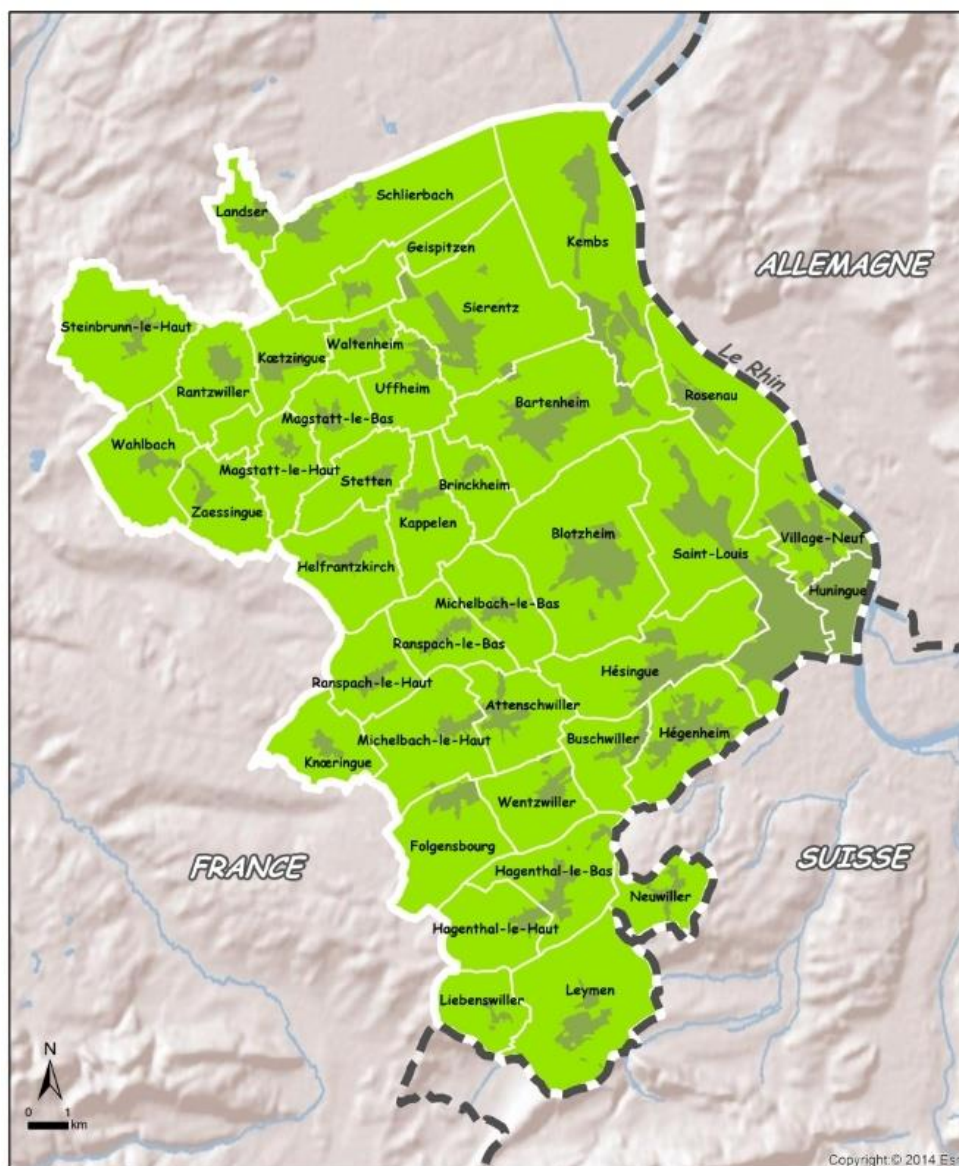 Schlierbach
Landser
Geispitzen
Kembs
ALLEMAGNE
Sierentz
Steinbrunn-le-Haut
Waltenheim
Kœtzingue
Le Rhin
Rantzwiller
Uffheim
Rosenau
Bartenheim
Magstatt-le-Bas
Wahlbach
Magstatt-le-Haut
Brinckheim
Stetten
Zaessingue
Kappelen
Blotzheim
Village-Neuf
Saint-Louis
Helfrantzkirch
Huningue
Michelbach-le-Bas
Ranspach-le-Bas
Hésingue
Ranspach-le-Haut
Attenschwiller
Hégenheim
Michelbach-le-Haut
Buschwiller
Knœringue
Wentzwiller
Folgensbourg
SUISSE
FRANCE
Hagenthal-le-Bas
Neuwiller
Hagenthal-le-Haut
Leymen
Liebenswiller
N
0 1
km
Copyright © 2014 Es